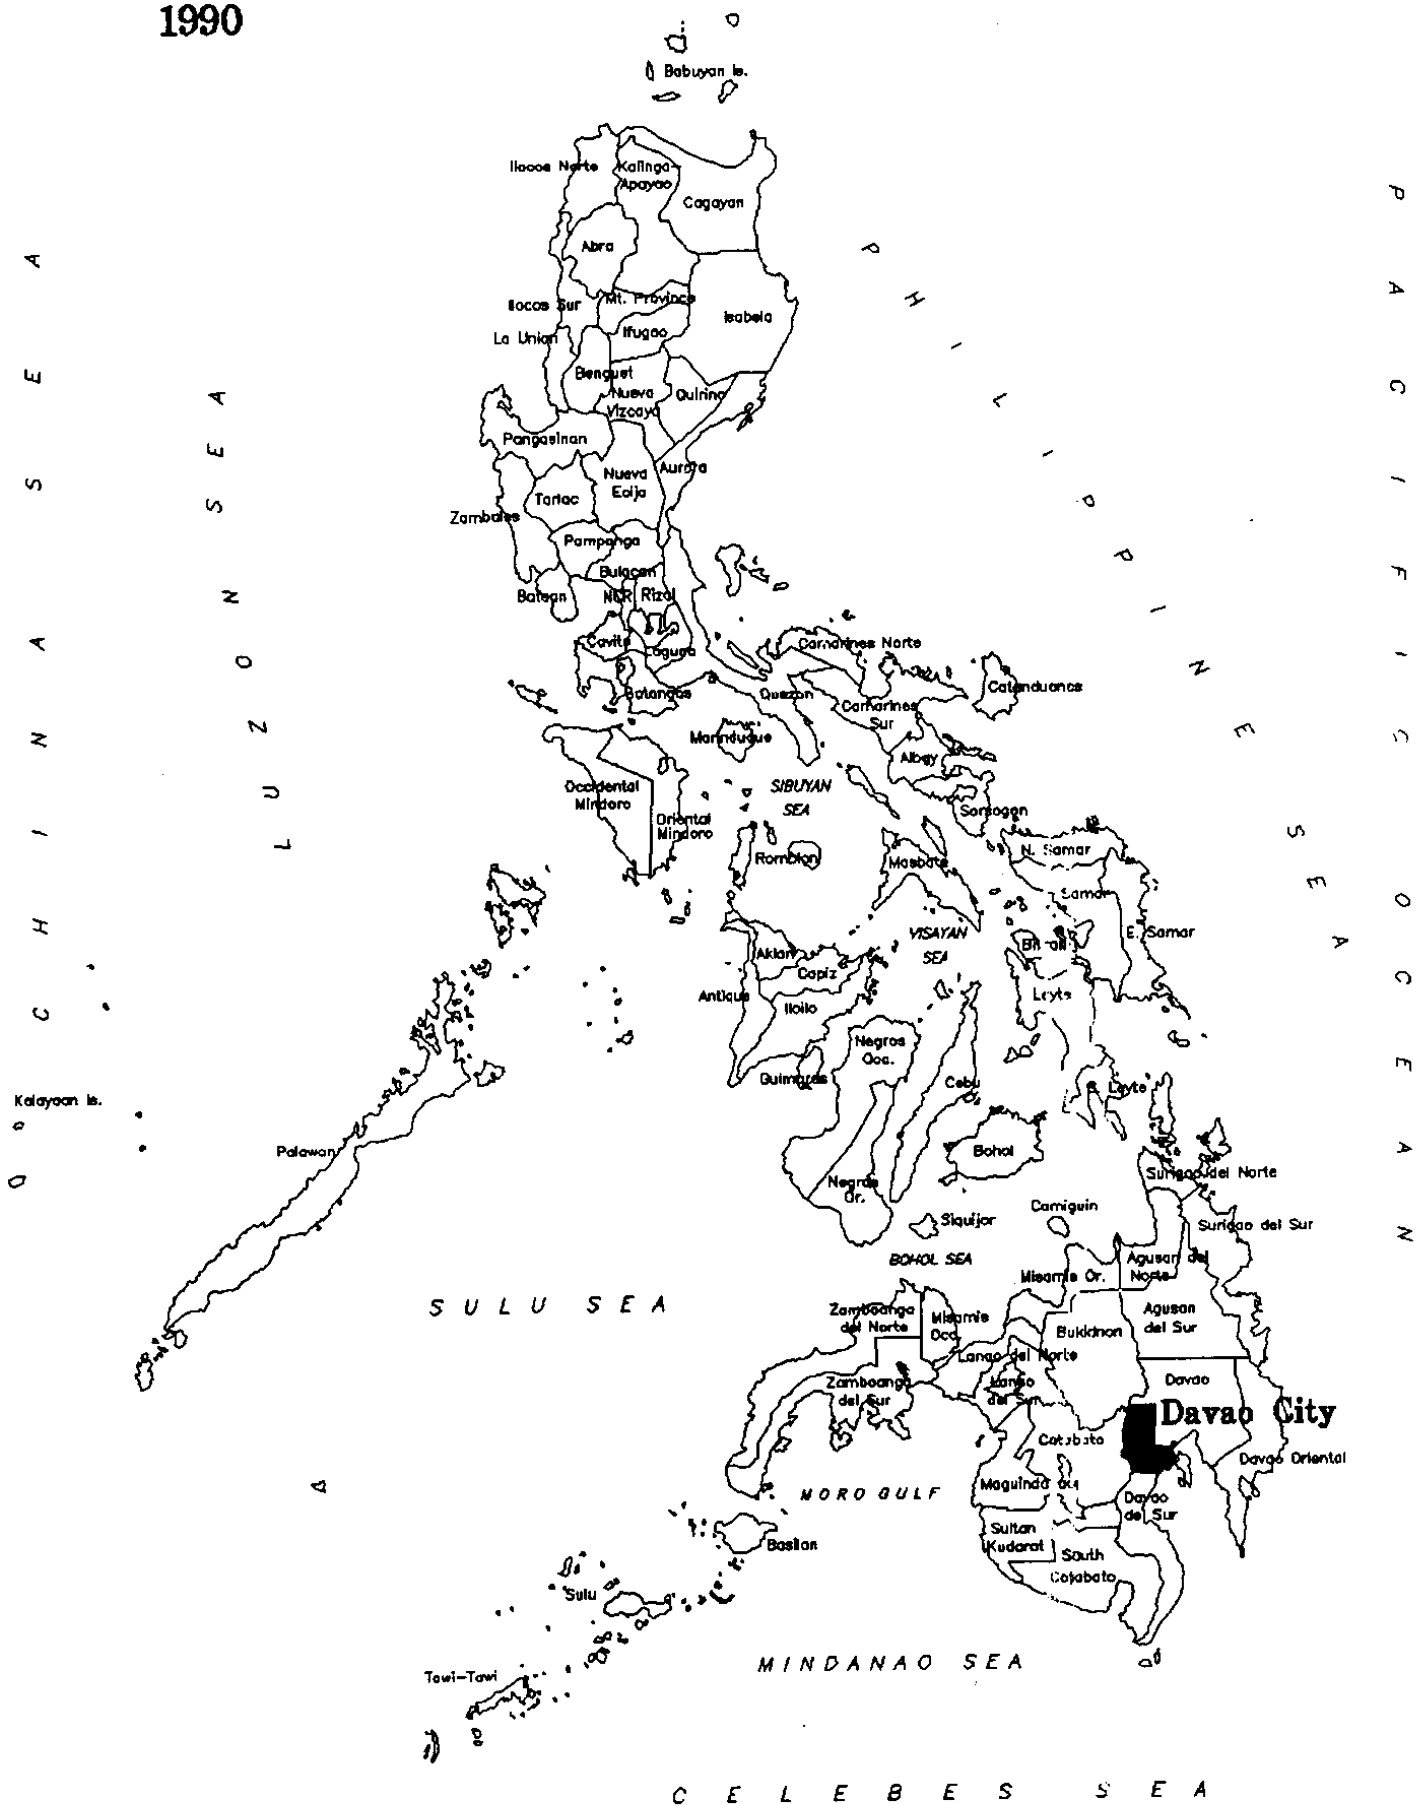 1990
Babuyan Is.
Ilocos Norte
Kalinga-
Apayao
Cagayan
Abra
Ilocos Sur
Mt. Province
Isabela
Ifugao
La Union
Benguet
Nueva
Vizcaya
Quirino
Pangasinan
Aurora
Nueva
Ecija
Tarlac
Zambales
Pampanga
Bulacan
Bataan
NCR
Rizal
Cavite
Laguna
Batangas
Quezon
Camarines Norte
Catanduanes
Camarines
Sur
Marinduque
Albay
Occidental
Mindoro
SIBUYAN
SEA
Oriental
Mindoro
Sorsogon
Romblon
Masbate
N. Samar
Samar
E. Samar
VISAYAN
SEA
Aklan
Capiz
Antique
Iloilo
Leyte
Negros
Occ.
Guimaras
Cebu
S. Leyte
Kalayaan Is.
Palawan
Bohol
Negros
Or.
Surigao del Norte
Siquijor
Camiguin
Surigao del Sur
BOHOL SEA
Misamis Or.
Agusan del
Norte
SULU SEA
Zamboanga
del Norte
Misamis
Occ.
Bukidnon
Agusan
del Sur
Lanao del Norte
Zamboanga
del Sur
Lanao
del Sur
Davao
Davao City
Cotabato
Davao Oriental
MORO GULF
Maguinda
Davao
del Sur
Sultan
Kudarat
South
Cotabato
Basilan
Sulu
Tawi-Tawi
MINDANAO SEA
CELEBES SEA
CHINA SEA
LUZON SEA
PHILIPPINE SEA
PACIFIC OCEAN